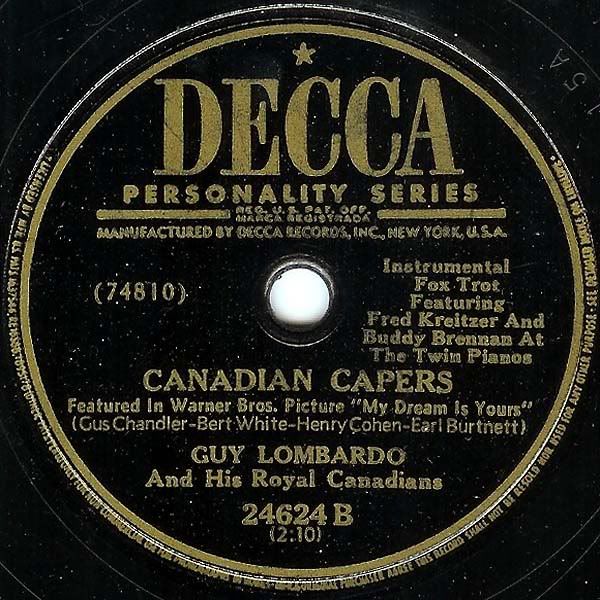 DECCA
PERSONALITY SERIES
REG. U.S. PAT. OFF.
MARCA REGISTRADA
MANUFACTURED BY DECCA RECORDS, INC., NEW YORK, U.S.A.
(74810)
Instrumental
Fox Trot
Featuring
Fred Kreitzer And
Buddy Brennan At
The Twin Pianos
CANADIAN CAPERS
Featured In Warner Bros. Picture "My Dream Is Yours"
(Gus Chandler-Bert White-Henry Cohen-Earl Burtnett)
GUY LOMBARDO
And His Royal Canadians
24624 B
(2:10)
15A